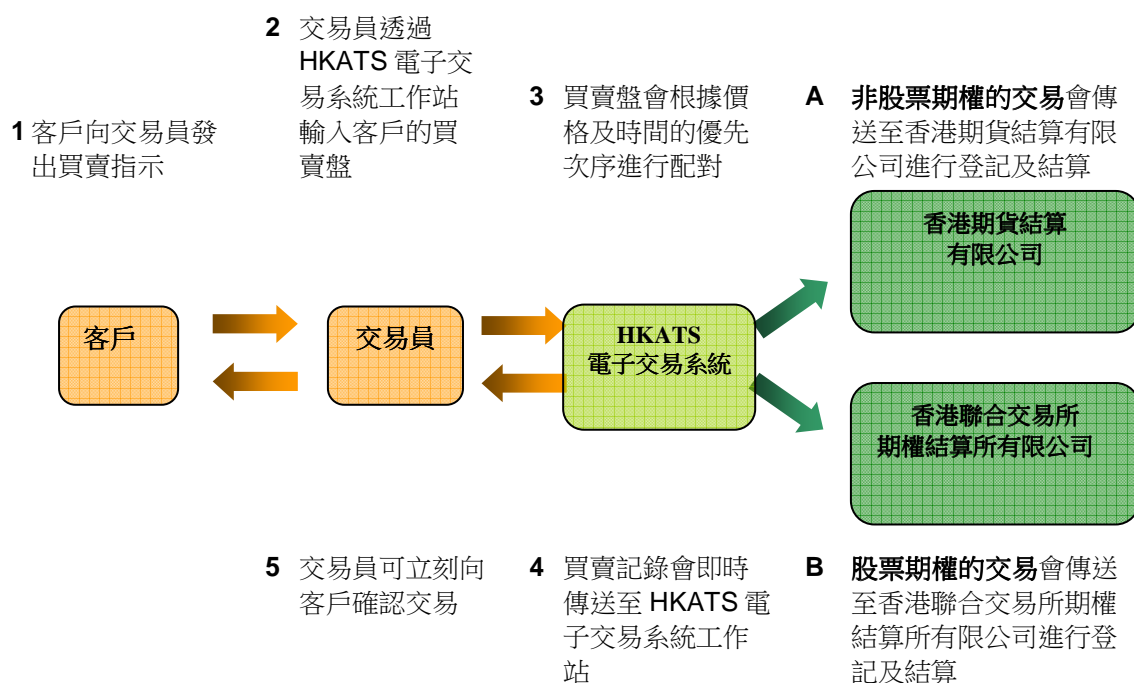 1 客戶向交易員發
出買賣指示
2 交易員透過
HKATS 電子交
易系統工作站
輸入客戶的買
賣盤
3 買賣盤會根據價
格及時間的優先
次序進行配對
A 非股票期權的交易會傳
送至香港期貨結算有限
公司進行登記及結算
客戶
交易員
HKATS
電子交易系統
香港期貨結算
有限公司
香港聯合交易所
期權結算所有限公司
5 交易員可立刻向
客戶確認交易
4 買賣記錄會即時
傳送至 HKATS 電
子交易系統工作
站
B 股票期權的交易會傳送
至香港聯合交易所期權
結算所有限公司進行登
記及結算